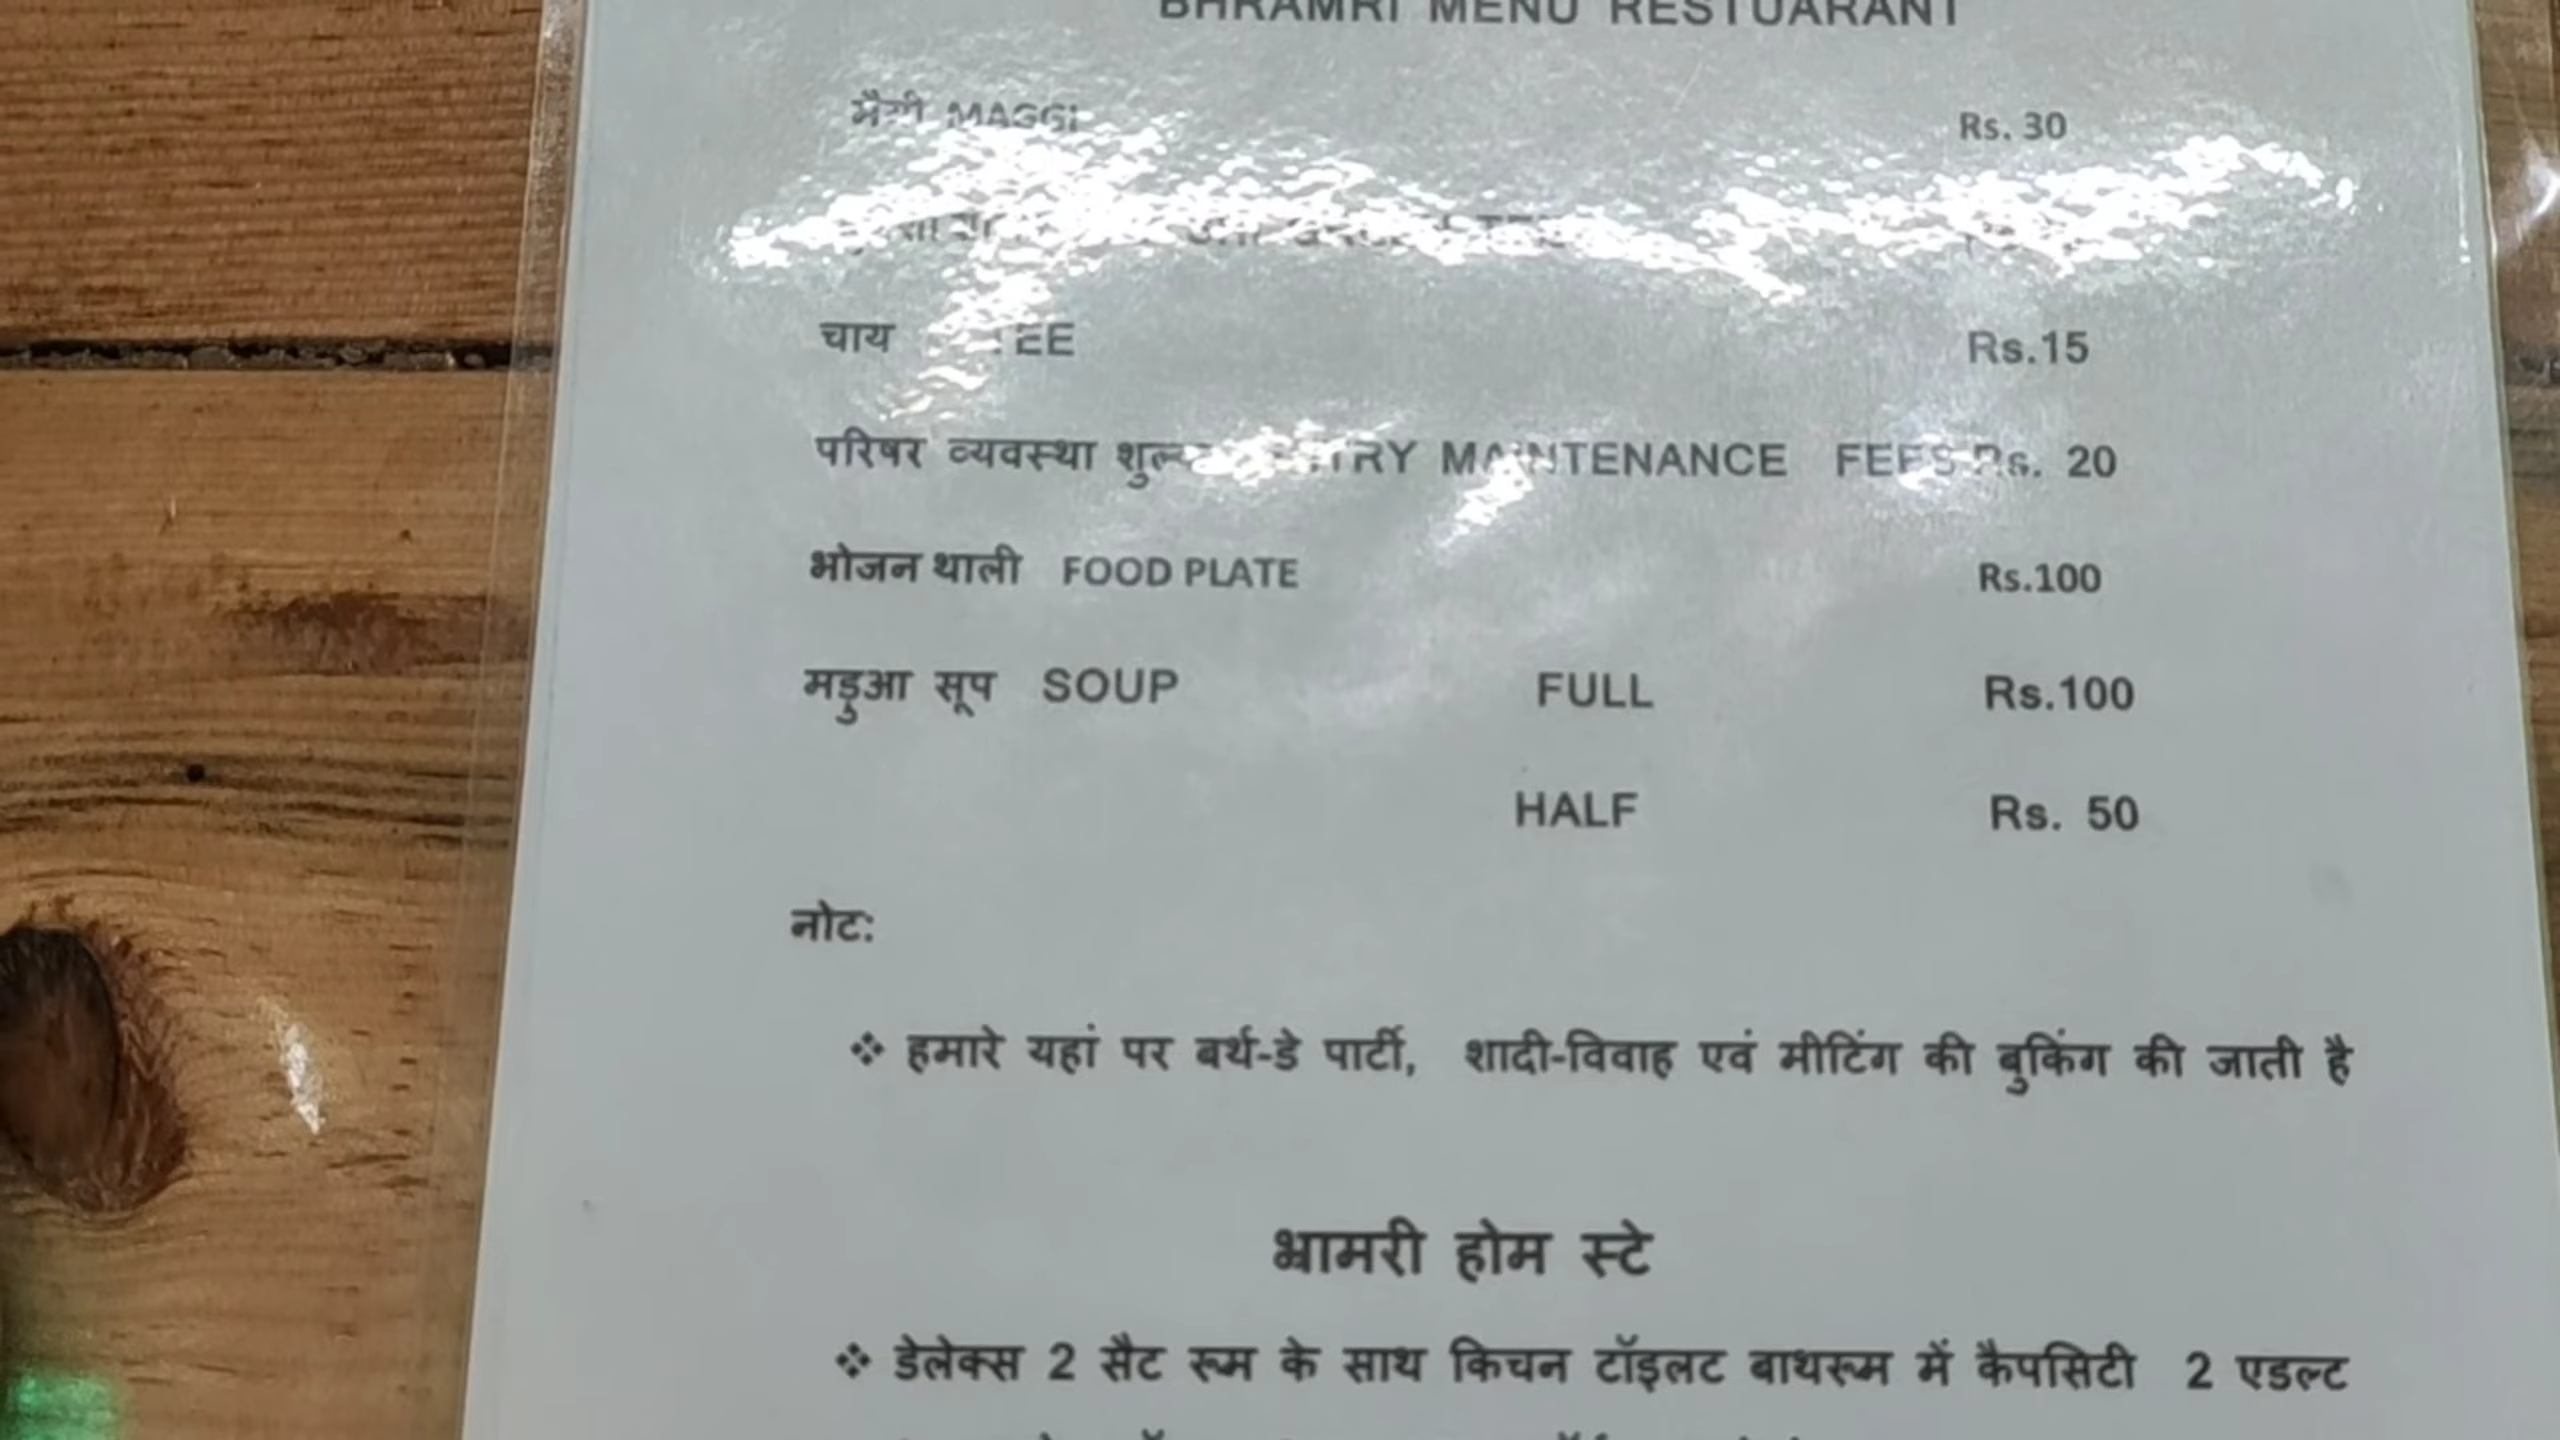 BHRAMRI MENU RESTUARANT
मैगी MAGGI Rs. 30
चाय TEE Rs.15
परिषर व्यवस्था शुल्क ENTRY MAINTENANCE FEES Rs. 20
भोजन थाली FOOD PLATE Rs.100
मड़ुआ सूप SOUP FULL Rs.100
HALF Rs. 50
नोट:
❖ हमारे यहां पर बर्थ-डे पार्टी, शादी-विवाह एवं मीटिंग की बुकिंग की जाती है
भ्रामरी होम स्टे
❖ डेलेक्स 2 सैट रूम के साथ किचन टॉइलट बाथरूम में कैपसिटी 2 एडल्ट